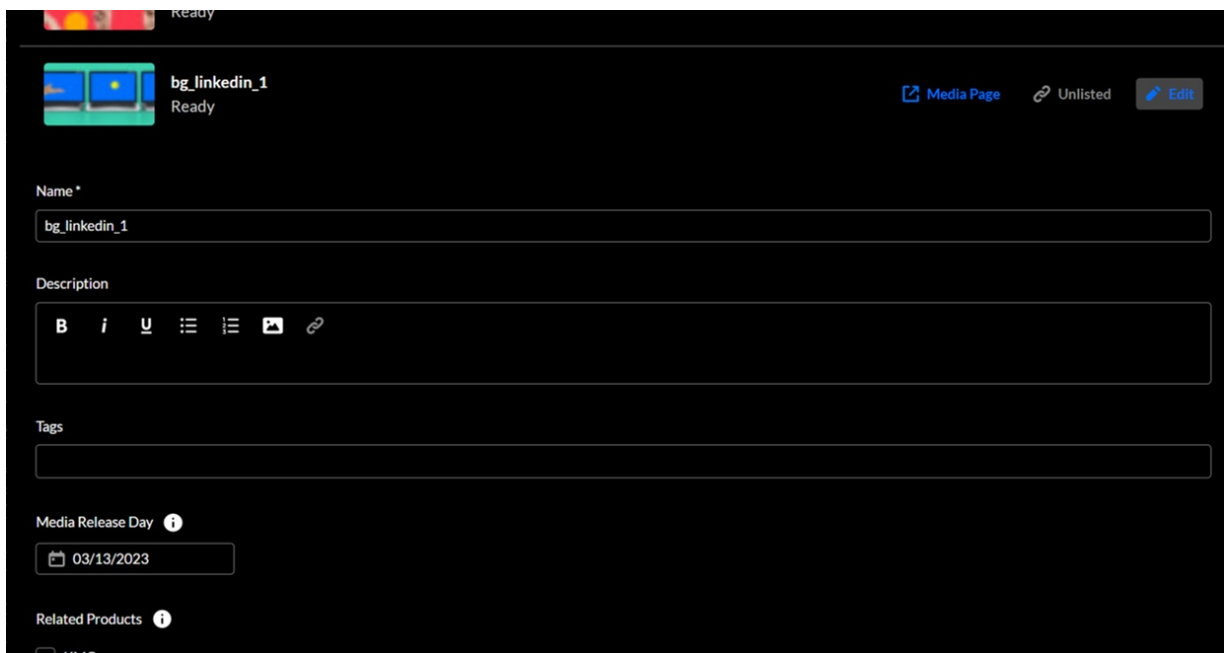 Ready
bg_linkedin_1
Ready
Media Page
Unlisted
Edit
Name *
bg_linkedin_1
Description
B i U
Tags
Media Release Day
03/13/2023
Related Products